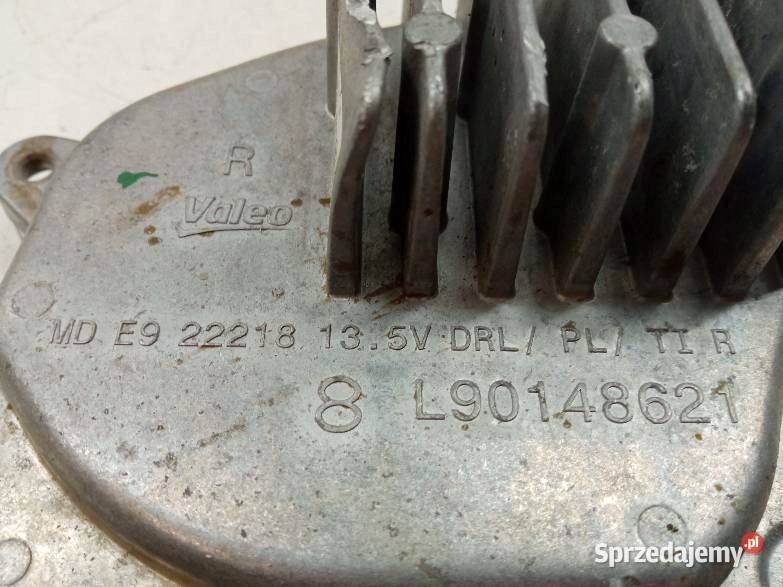 R
Valeo
MD E9 22218 13.5V DRL/ PL/ TI R
8 L90148621
Sprzedajemy.pl